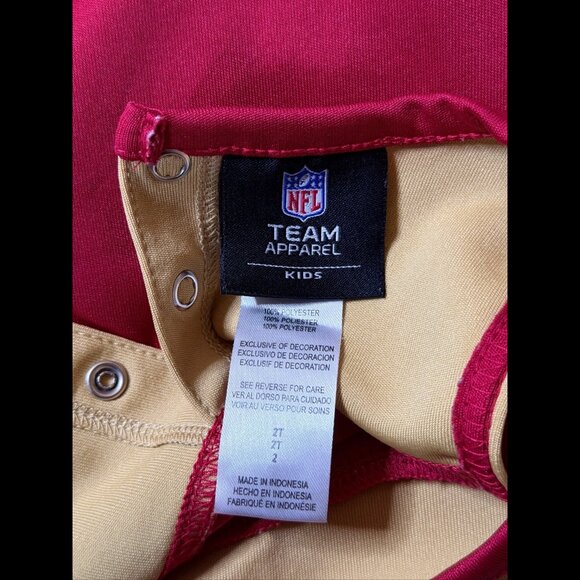 NFL
TEAM
APPAREL
KIDS
100% POLYESTER
100% POLIESTER
100% POLYESTER
EXCLUSIVE OF DECORATION
EXCLUSIVO DE DECORACION
EXCLUSIF DE DECORATION
SEE REVERSE FOR CARE
VER AL DORSO PARA CUIDADO
VOIR AU VERSO POUR SOINS
2T
2T
2
MADE IN INDONESIA
HECHO EN INDONESIA
FABRIQUÉ EN INDONESIA